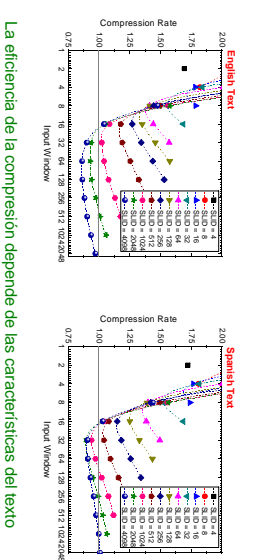 English Text
Compression Rate
2.00
1.75
1.50
1.25
1.00
0.75
1 2 4 8 16 32 64 128 256 512 1024 2048
Input Window
SLID = 4
SLID = 8
SLID = 16
SLID = 32
SLID = 64
SLID = 128
SLID = 256
SLID = 512
SLID = 1024
SLID = 2048
SLID = 4096
Spanish Text
Compression Rate
2.00
1.75
1.50
1.25
1.00
0.75
1 2 4 8 16 32 64 128 256 512 1024 2048
Input Window
SLID = 4
SLID = 8
SLID = 16
SLID = 32
SLID = 64
SLID = 128
SLID = 256
SLID = 512
SLID = 1024
SLID = 2048
SLID = 4096
La eficiencia de la compresión depende de las características del texto